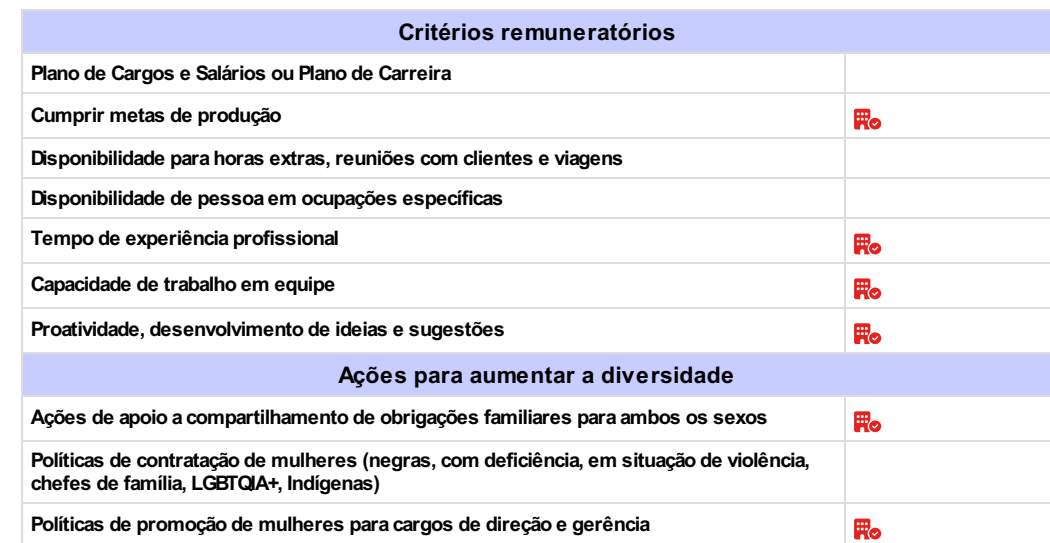 Critérios remuneratórios
Plano de Cargos e Salários ou Plano de Carreira
Cumprir metas de produção
Disponibilidade para horas extras, reuniões com clientes e viagens
Disponibilidade de pessoa em ocupações específicas
Tempo de experiência profissional
Capacidade de trabalho em equipe
Proatividade, desenvolvimento de ideias e sugestões
Ações para aumentar a diversidade
Ações de apoio a compartilhamento de obrigações familiares para ambos os sexos
Políticas de contratação de mulheres (negras, com deficiência, em situação de violência,
chefes de família, LGBTQIA+, Indígenas)
Políticas de promoção de mulheres para cargos de direção e gerência